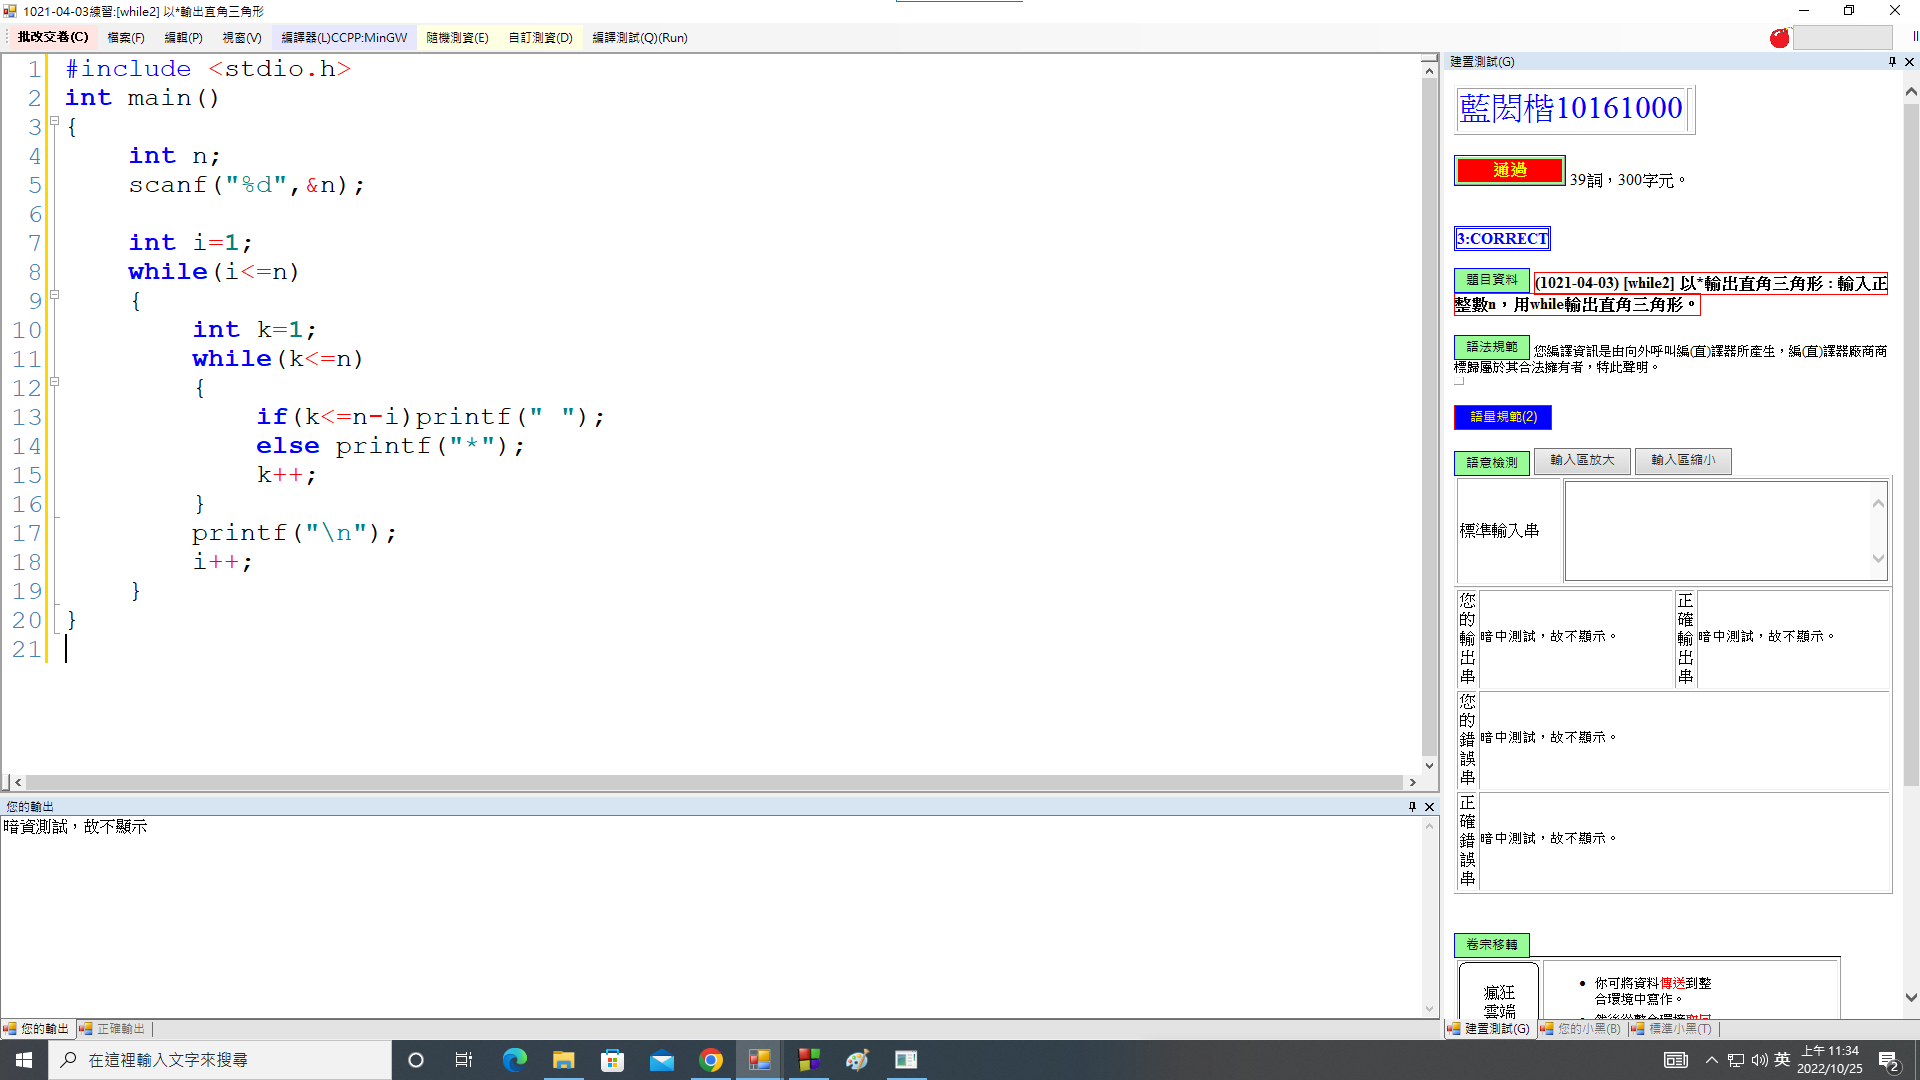 1021-04-03練習:[while2] 以*輸出直角三角形
批改交卷(C) 檔案(F) 編輯(P) 視窗(V) 編譯器(L)CCPP:MinGW 隨機測資(E) 自訂測資(D) 編譯測試(Q)(Run)
1 #include <stdio.h>
2 int main()
3 {
4 int n;
5 scanf("%d",&n);
6
7 int i=1;
8 while(i<=n)
9 {
10 int k=1;
11 while(k<=n)
12 {
13 if(k<=n-i)printf(" ");
14 else printf("*");
15 k++;
16 }
17 printf("\n");
18 i++;
19 }
20 }
21
您的輸出
暗資測試，故不顯示
您的輸出 正確輸出
建置測試(G)
藍閎楷10161000
通過 39詞，300字元。
3:CORRECT
題目資料 (1021-04-03) [while2] 以*輸出直角三角形：輸入正
整數n，用while輸出直角三角形。
語法規範 您編譯資訊是由向外呼叫編(直)譯器所產生，編(直)譯器廠商商
標歸屬於其合法擁有者，特此聲明。
語量規範(2)
語意檢測 輸入區放大 輸入區縮小
標準輸入串
您的輸出串 暗中測試，故不顯示。 正確輸出串 暗中測試，故不顯示。
您的錯誤串 暗中測試，故不顯示。
正確錯誤串 暗中測試，故不顯示。
卷宗移轉
瘋狂
雲端
你可將資料傳送到整
合環境中寫作。
建置測試(G) 您的小黑(B) 標準小黑(T)
在這裡輸入文字來搜尋
英
上午 11:34
2022/10/25
2